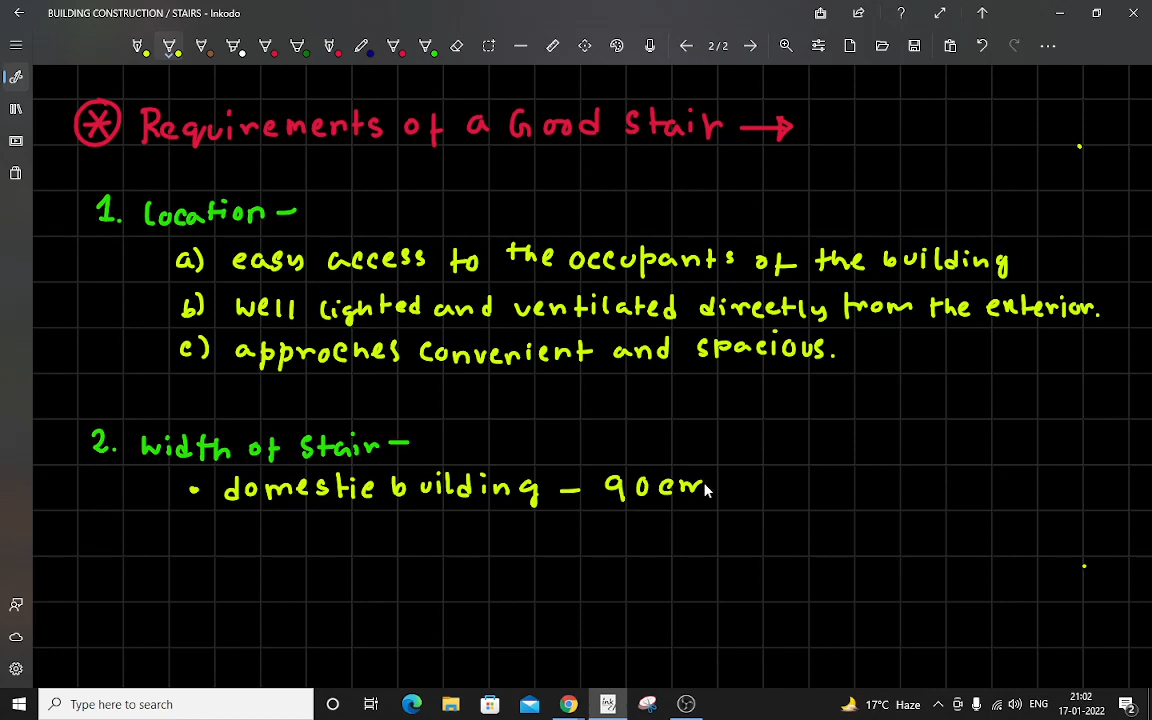 BUILDING CONSTRUCTION / STAIRS - Inkodo
2/2
Requirements of a Good Stair →
1. Location –
a) easy access to the occupants of the building
b) well lighted and ventilated directly from the exterior.
c) approches convenient and spacious.
2. Width of Stair –
• domestic building – 90cm
Type here to search
17°C Haze
ENG
21:02
17-01-2022
2